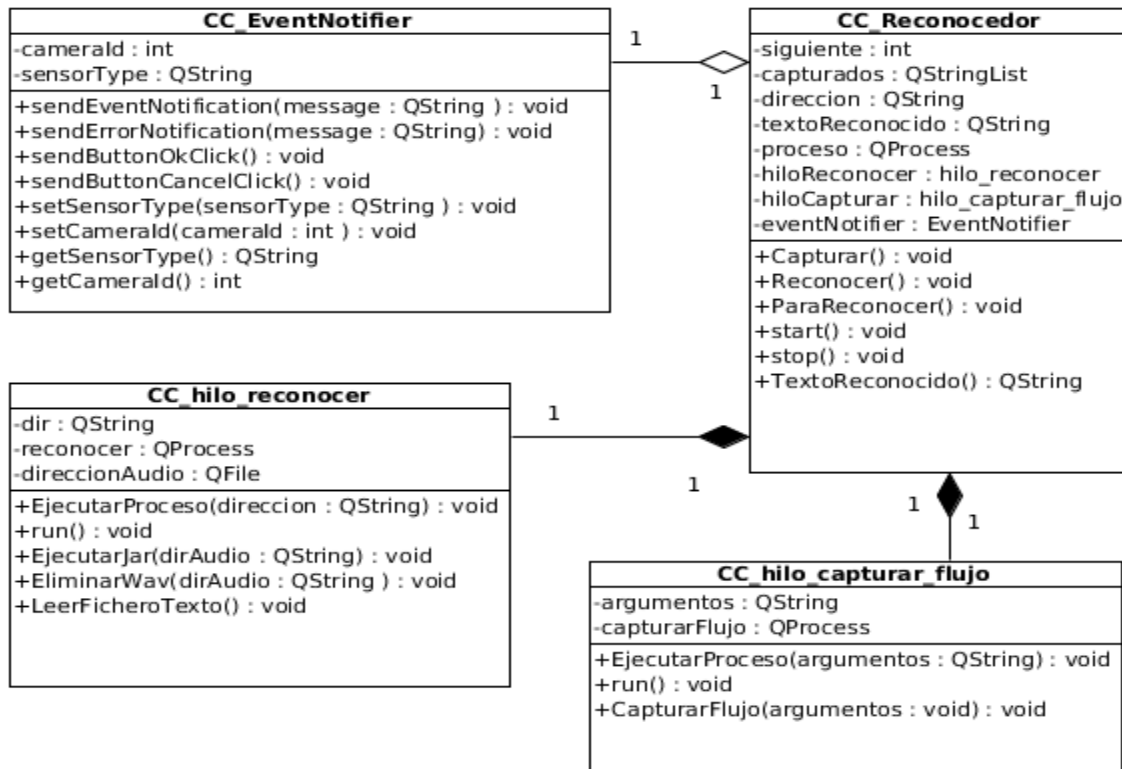 CC_EventNotifier
-cameraId : int
-sensorType : QString
+sendEventNotification(message : QString ) : void
+sendErrorNotification(message : QString) : void
+sendButtonOkClick() : void
+sendButtonCancelClick() : void
+setSensorType(sensorType : QString ) : void
+setCameraId(cameraId : int ) : void
+getSensorType() : QString
+getCameraId() : int
1
1
CC_Reconocedor
-siguiente : int
-capturados : QStringList
-direccion : QString
-textoReconocido : QString
-proceso : QProcess
-hiloReconocer : hilo_reconocer
-hiloCapturar : hilo_capturar_flujo
-eventNotifier : EventNotifier
+Capturar() : void
+Reconocer() : void
+ParaReconocer() : void
+start() : void
+stop() : void
+TextoReconocido() : QString
CC_hilo_reconocer
-dir : QString
-reconocer : QProcess
-direccionAudio : QFile
+EjecutarProceso(direccion : QString) : void
+run() : void
+EjecutarJar(dirAudio : QString) : void
+EliminarWav(dirAudio : QString ) : void
+LeerFicheroTexto() : void
1
1
1
1
CC_hilo_capturar_flujo
-argumentos : QString
-capturarFlujo : QProcess
+EjecutarProceso(argumentos : QString) : void
+run() : void
+CapturarFlujo(argumentos : void) : void